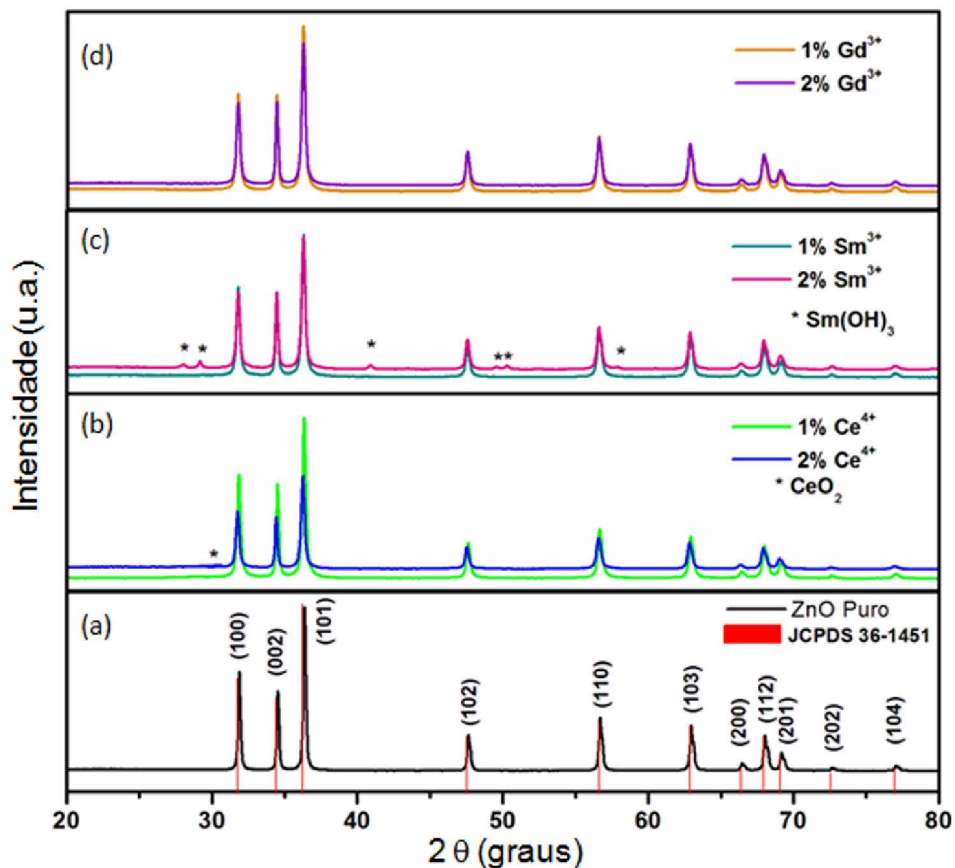 Intensidade (u.a.)
(d)
1% Gd³⁺
2% Gd³⁺
(c)
1% Sm³⁺
2% Sm³⁺
* Sm(OH)₃
* *
*
**
*
(b)
1% Ce⁴⁺
2% Ce⁴⁺
* CeO₂
*
(a)
ZnO Puro
JCPDS 36-1451
(100)
(002)
(101)
(102)
(110)
(103)
(200)
(112)
(201)
(202)
(104)
20 30 40 50 60 70 80
2 θ (graus)